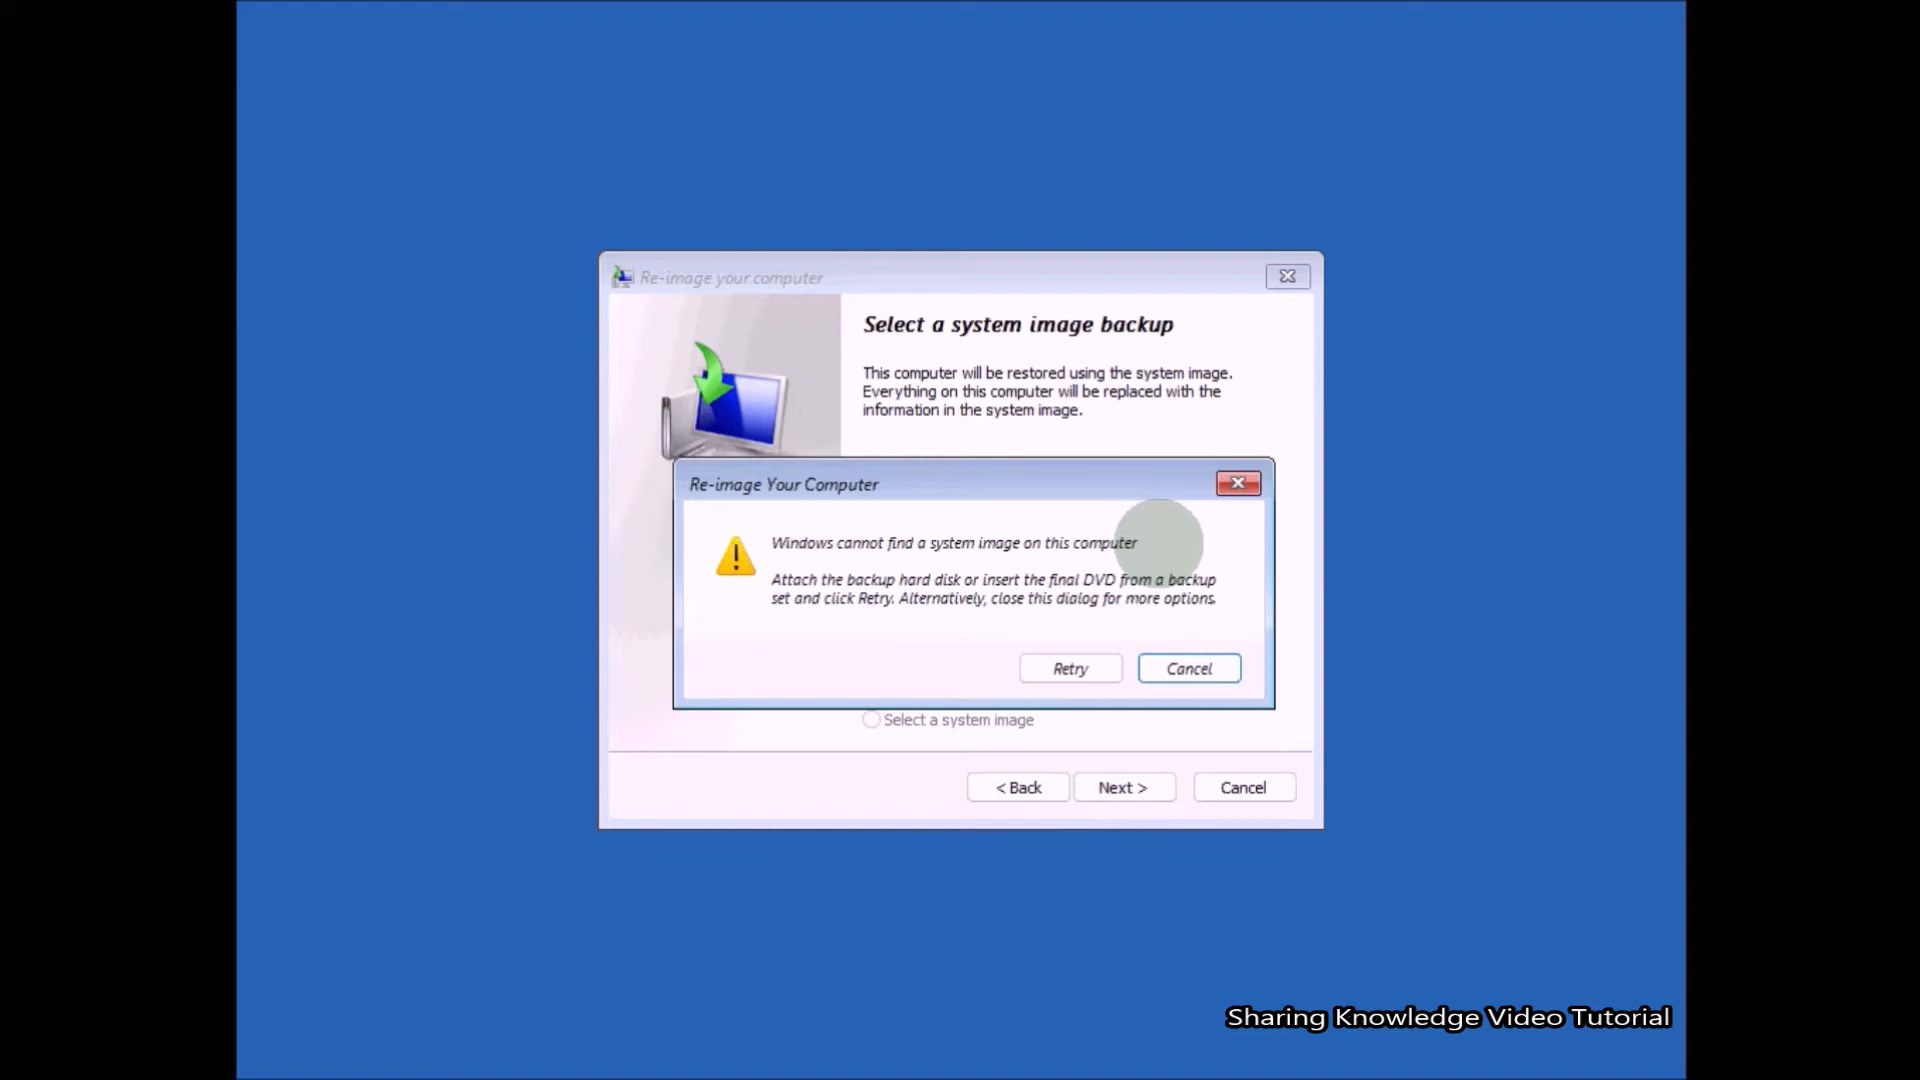 Re-image your computer
Select a system image backup
This computer will be restored using the system image.
Everything on this computer will be replaced with the
information in the system image.
Re-image Your Computer
Windows cannot find a system image on this computer
Attach the backup hard disk or insert the final DVD from a backup
set and click Retry. Alternatively, close this dialog for more options.
Retry Cancel
Select a system image
< Back Next > Cancel
Sharing Knowledge Video Tutorial